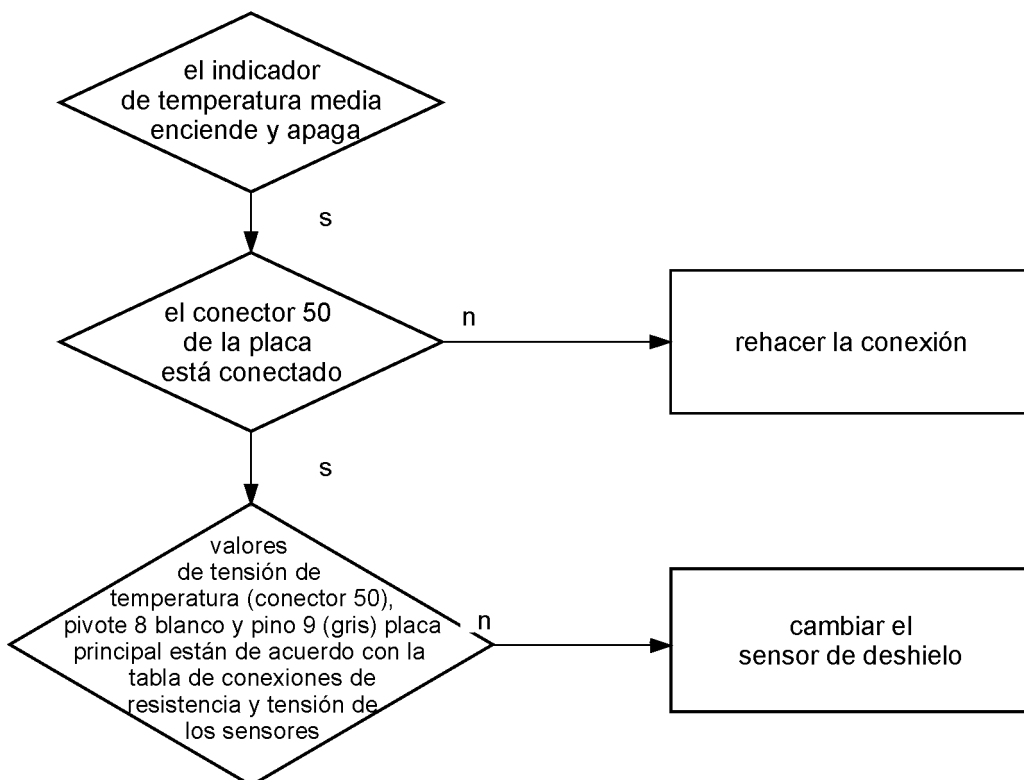 el indicador
de temperatura media
enciende y apaga
s
el conector 50
de la placa
está conectado
n
rehacer la conexión
s
valores
de tensión de
temperatura (conector 50),
pivote 8 blanco y pino 9 (gris) placa
principal están de acuerdo con la
tabla de conexiones de
resistencia y tensión de
los sensores
n
cambiar el
sensor de deshielo